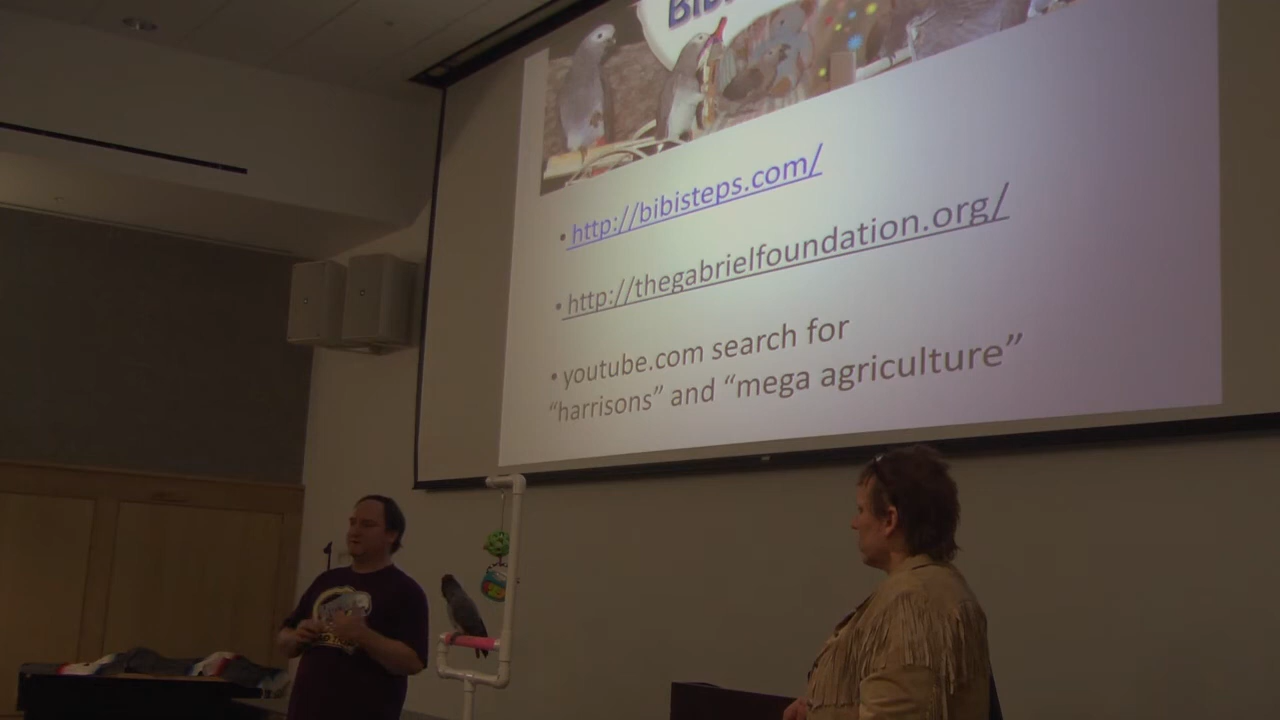 • http://bibisteps.com/
• http://thegabrielfoundation.org/
• youtube.com search for
“harrisons” and “mega agriculture”